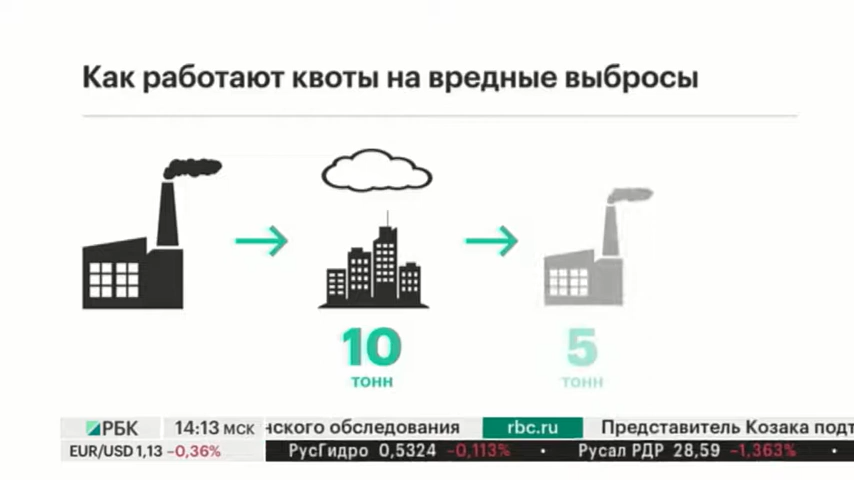 Как работают квоты на вредные выбросы
10
тонн
5
тонн
РБК 14:13 МСК нского обследования rbc.ru Представитель Козака подт
EUR/USD 1,13 -0,36% РусГидро 0,5324 -0,113% · Русал РДР 28,59 -1,363% ·